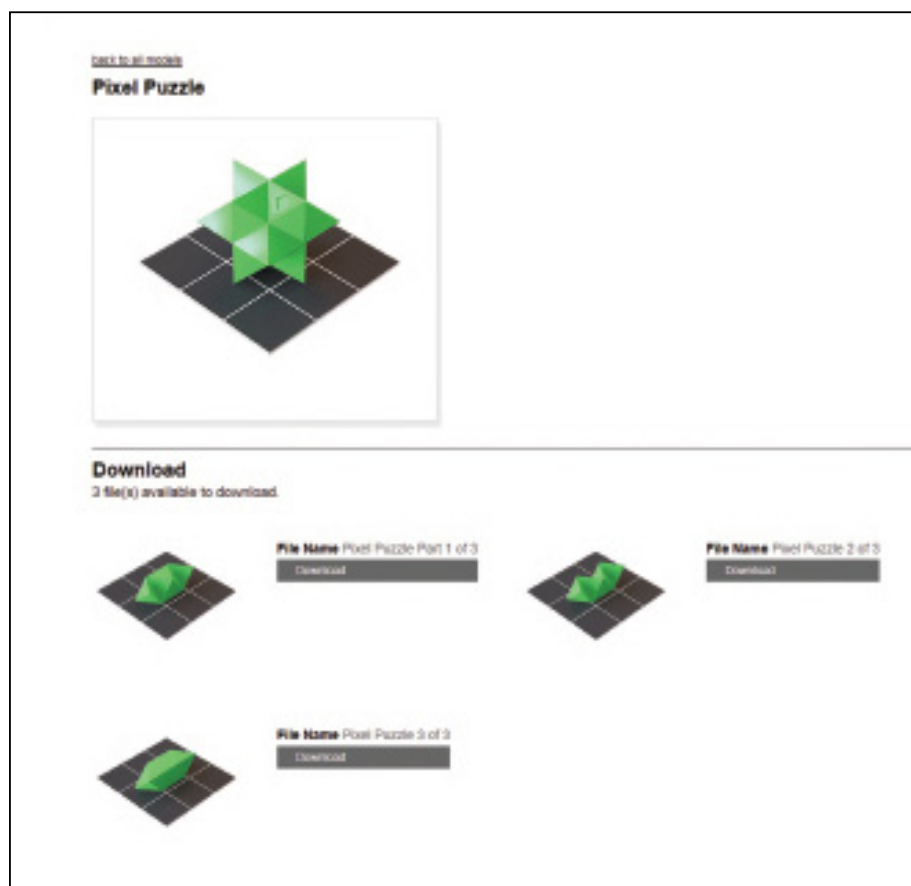 back to all models
Pixel Puzzle
Download
3 file(s) available to download.
File Name Pixel Puzzle Part 1 of 3
Download
File Name Pixel Puzzle 2 of 3
Download
File Name Pixel Puzzle 3 of 3
Download